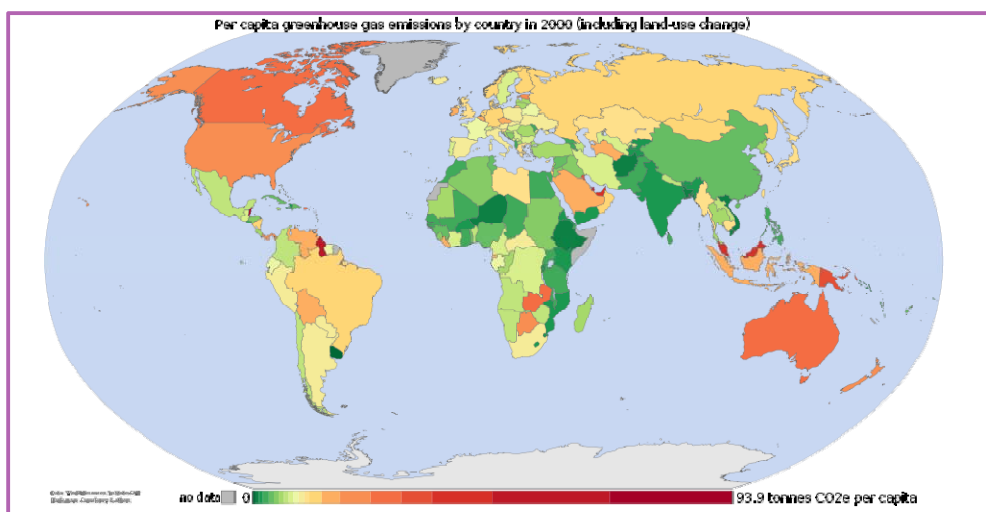 Per capita greenhouse gas emissions by country in 2000 (including land-use change)
no data 0 93.9 tonnes CO2e per capita